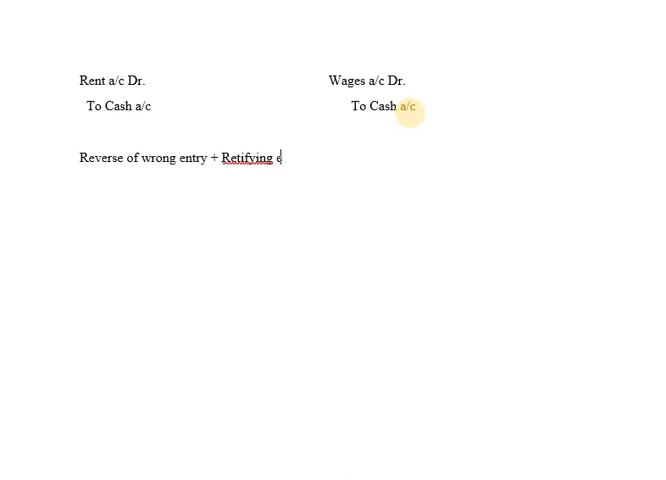 Rent a/c Dr.
To Cash a/c
Wages a/c Dr.
To Cash a/c
Reverse of wrong entry + Retifying e